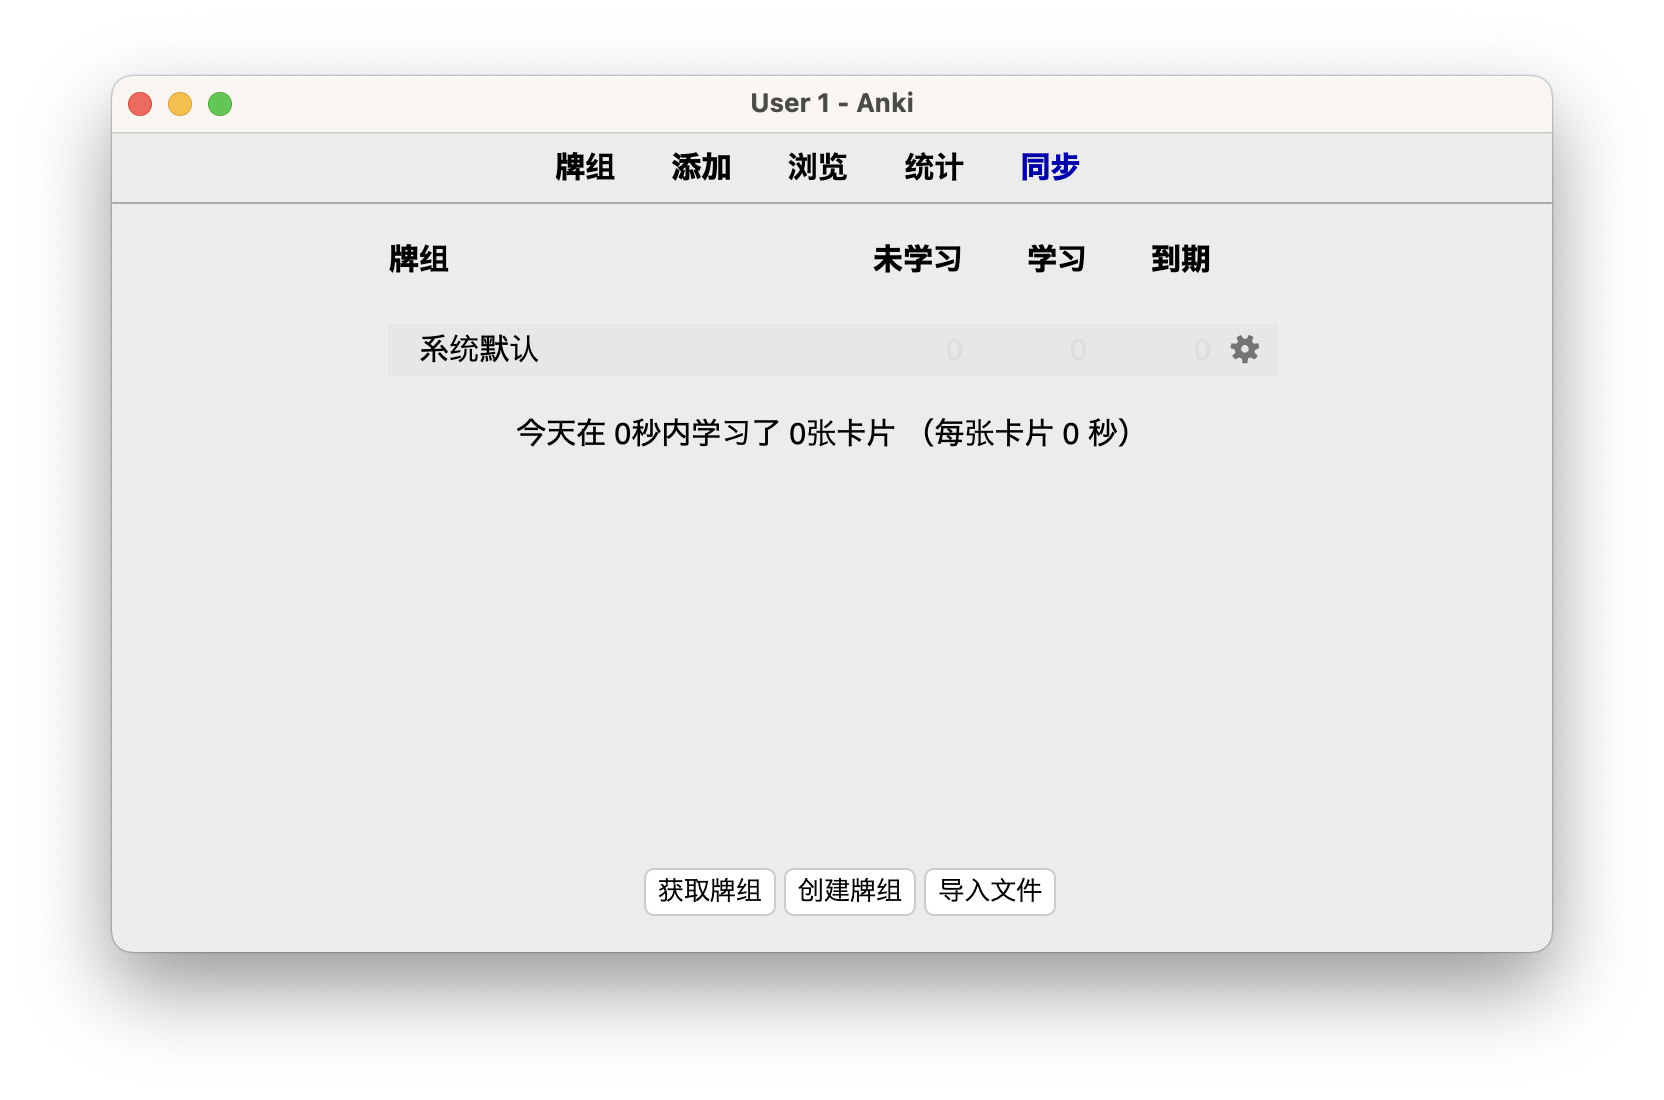 User 1 - Anki
牌组 添加 浏览 统计 同步
牌组 未学习 学习 到期
系统默认 0 0 0
今天在 0秒内学习了 0张卡片 （每张卡片 0 秒）
获取牌组 创建牌组 导入文件